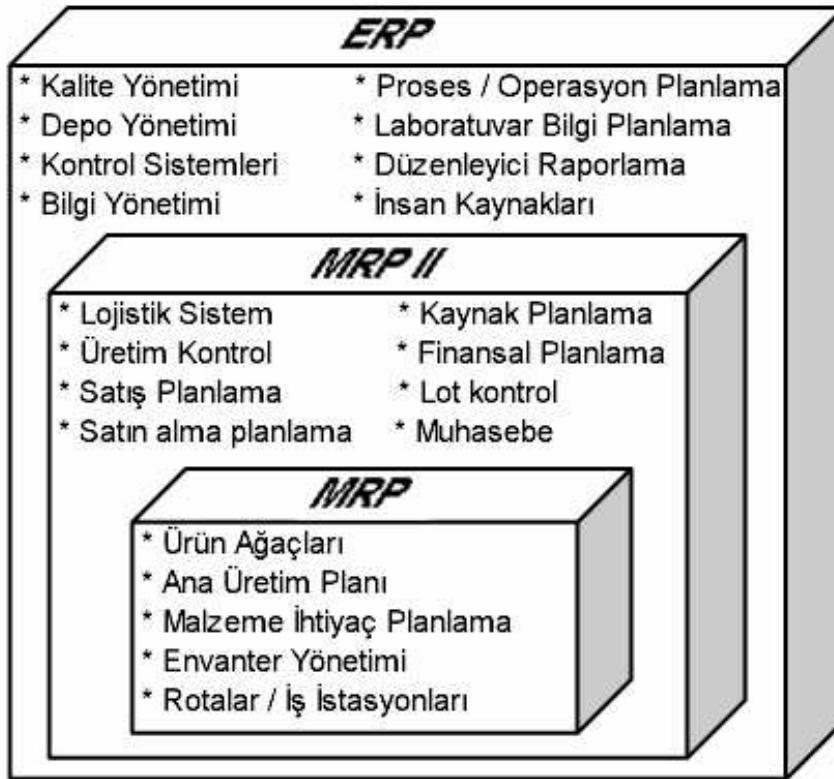 ERP
* Kalite Yönetimi * Proses / Operasyon Planlama
* Depo Yönetimi * Laboratuvar Bilgi Planlama
* Kontrol Sistemleri * Düzenleyici Raporlama
* Bilgi Yönetimi * İnsan Kaynakları
MRP II
* Lojistik Sistem * Kaynak Planlama
* Üretim Kontrol * Finansal Planlama
* Satış Planlama * Lot kontrol
* Satın alma planlama * Muhasebe
MRP
* Ürün Ağaçları
* Ana Üretim Planı
* Malzeme İhtiyaç Planlama
* Envanter Yönetimi
* Rotalar / İş İstasyonları